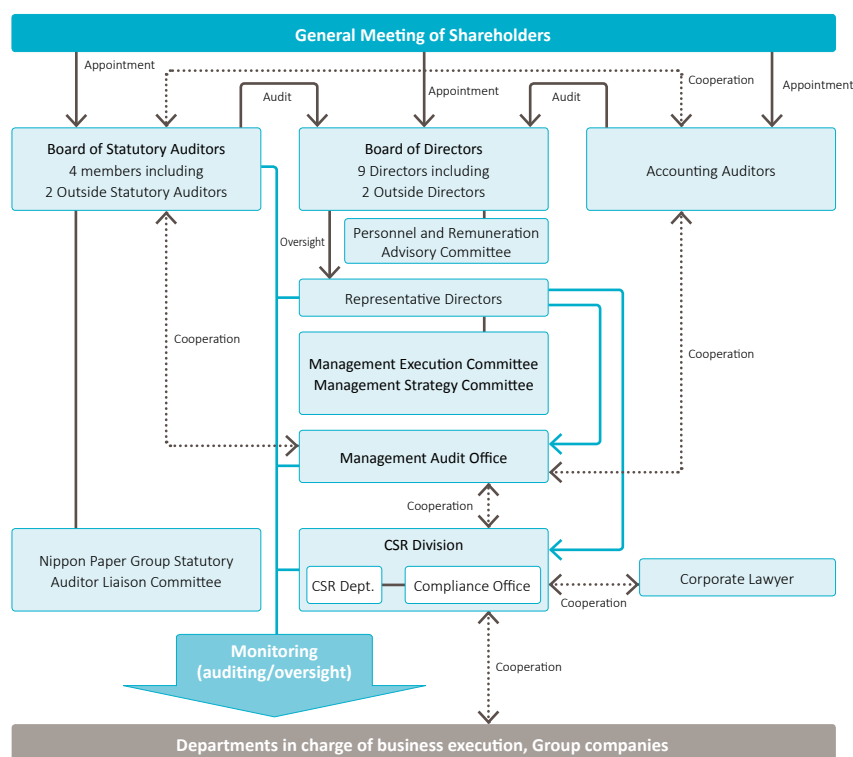 General Meeting of Shareholders
Appointment
Cooperation
Appointment
Appointment
Audit
Audit
Board of Statutory Auditors
4 members including
2 Outside Statutory Auditors
Board of Directors
9 Directors including
2 Outside Directors
Accounting Auditors
Oversight
Personnel and Remuneration
Advisory Committee
Representative Directors
Cooperation
Cooperation
Management Execution Committee
Management Strategy Committee
Management Audit Office
Cooperation
Nippon Paper Group Statutory
Auditor Liaison Committee
CSR Division
CSR Dept.
Compliance Office
Cooperation
Corporate Lawyer
Monitoring
(auditing/oversight)
Cooperation
Departments in charge of business execution, Group companies